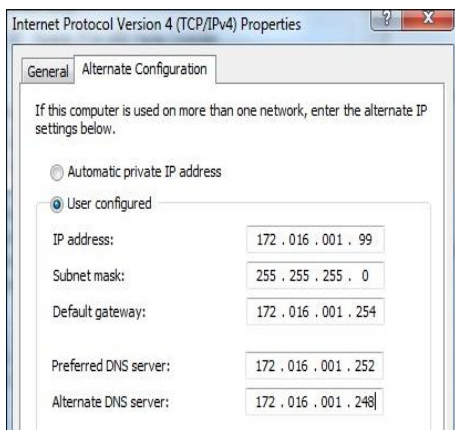 Internet Protocol Version 4 (TCP/IPv4) Properties ? X
General Alternate Configuration
If this computer is used on more than one network, enter the alternate IP
settings below.
Automatic private IP address
User configured
IP address: 172 . 016 . 001 . 99
Subnet mask: 255 . 255 . 255 . 0
Default gateway: 172 . 016 . 001 . 254
Preferred DNS server: 172 . 016 . 001 . 252
Alternate DNS server: 172 . 016 . 001 . 248